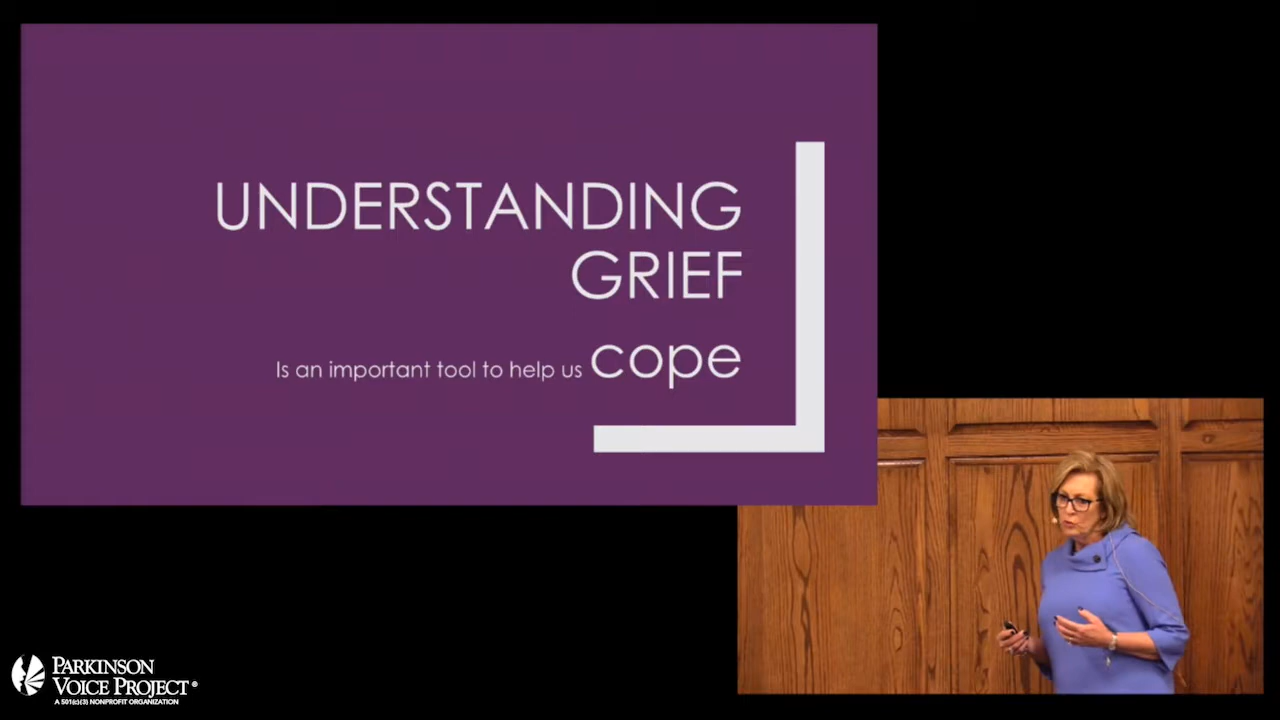 UNDERSTANDING
GRIEF
Is an important tool to help us cope
PARKINSON
VOICE PROJECT®
A 501(c)(3) NONPROFIT ORGANIZATION